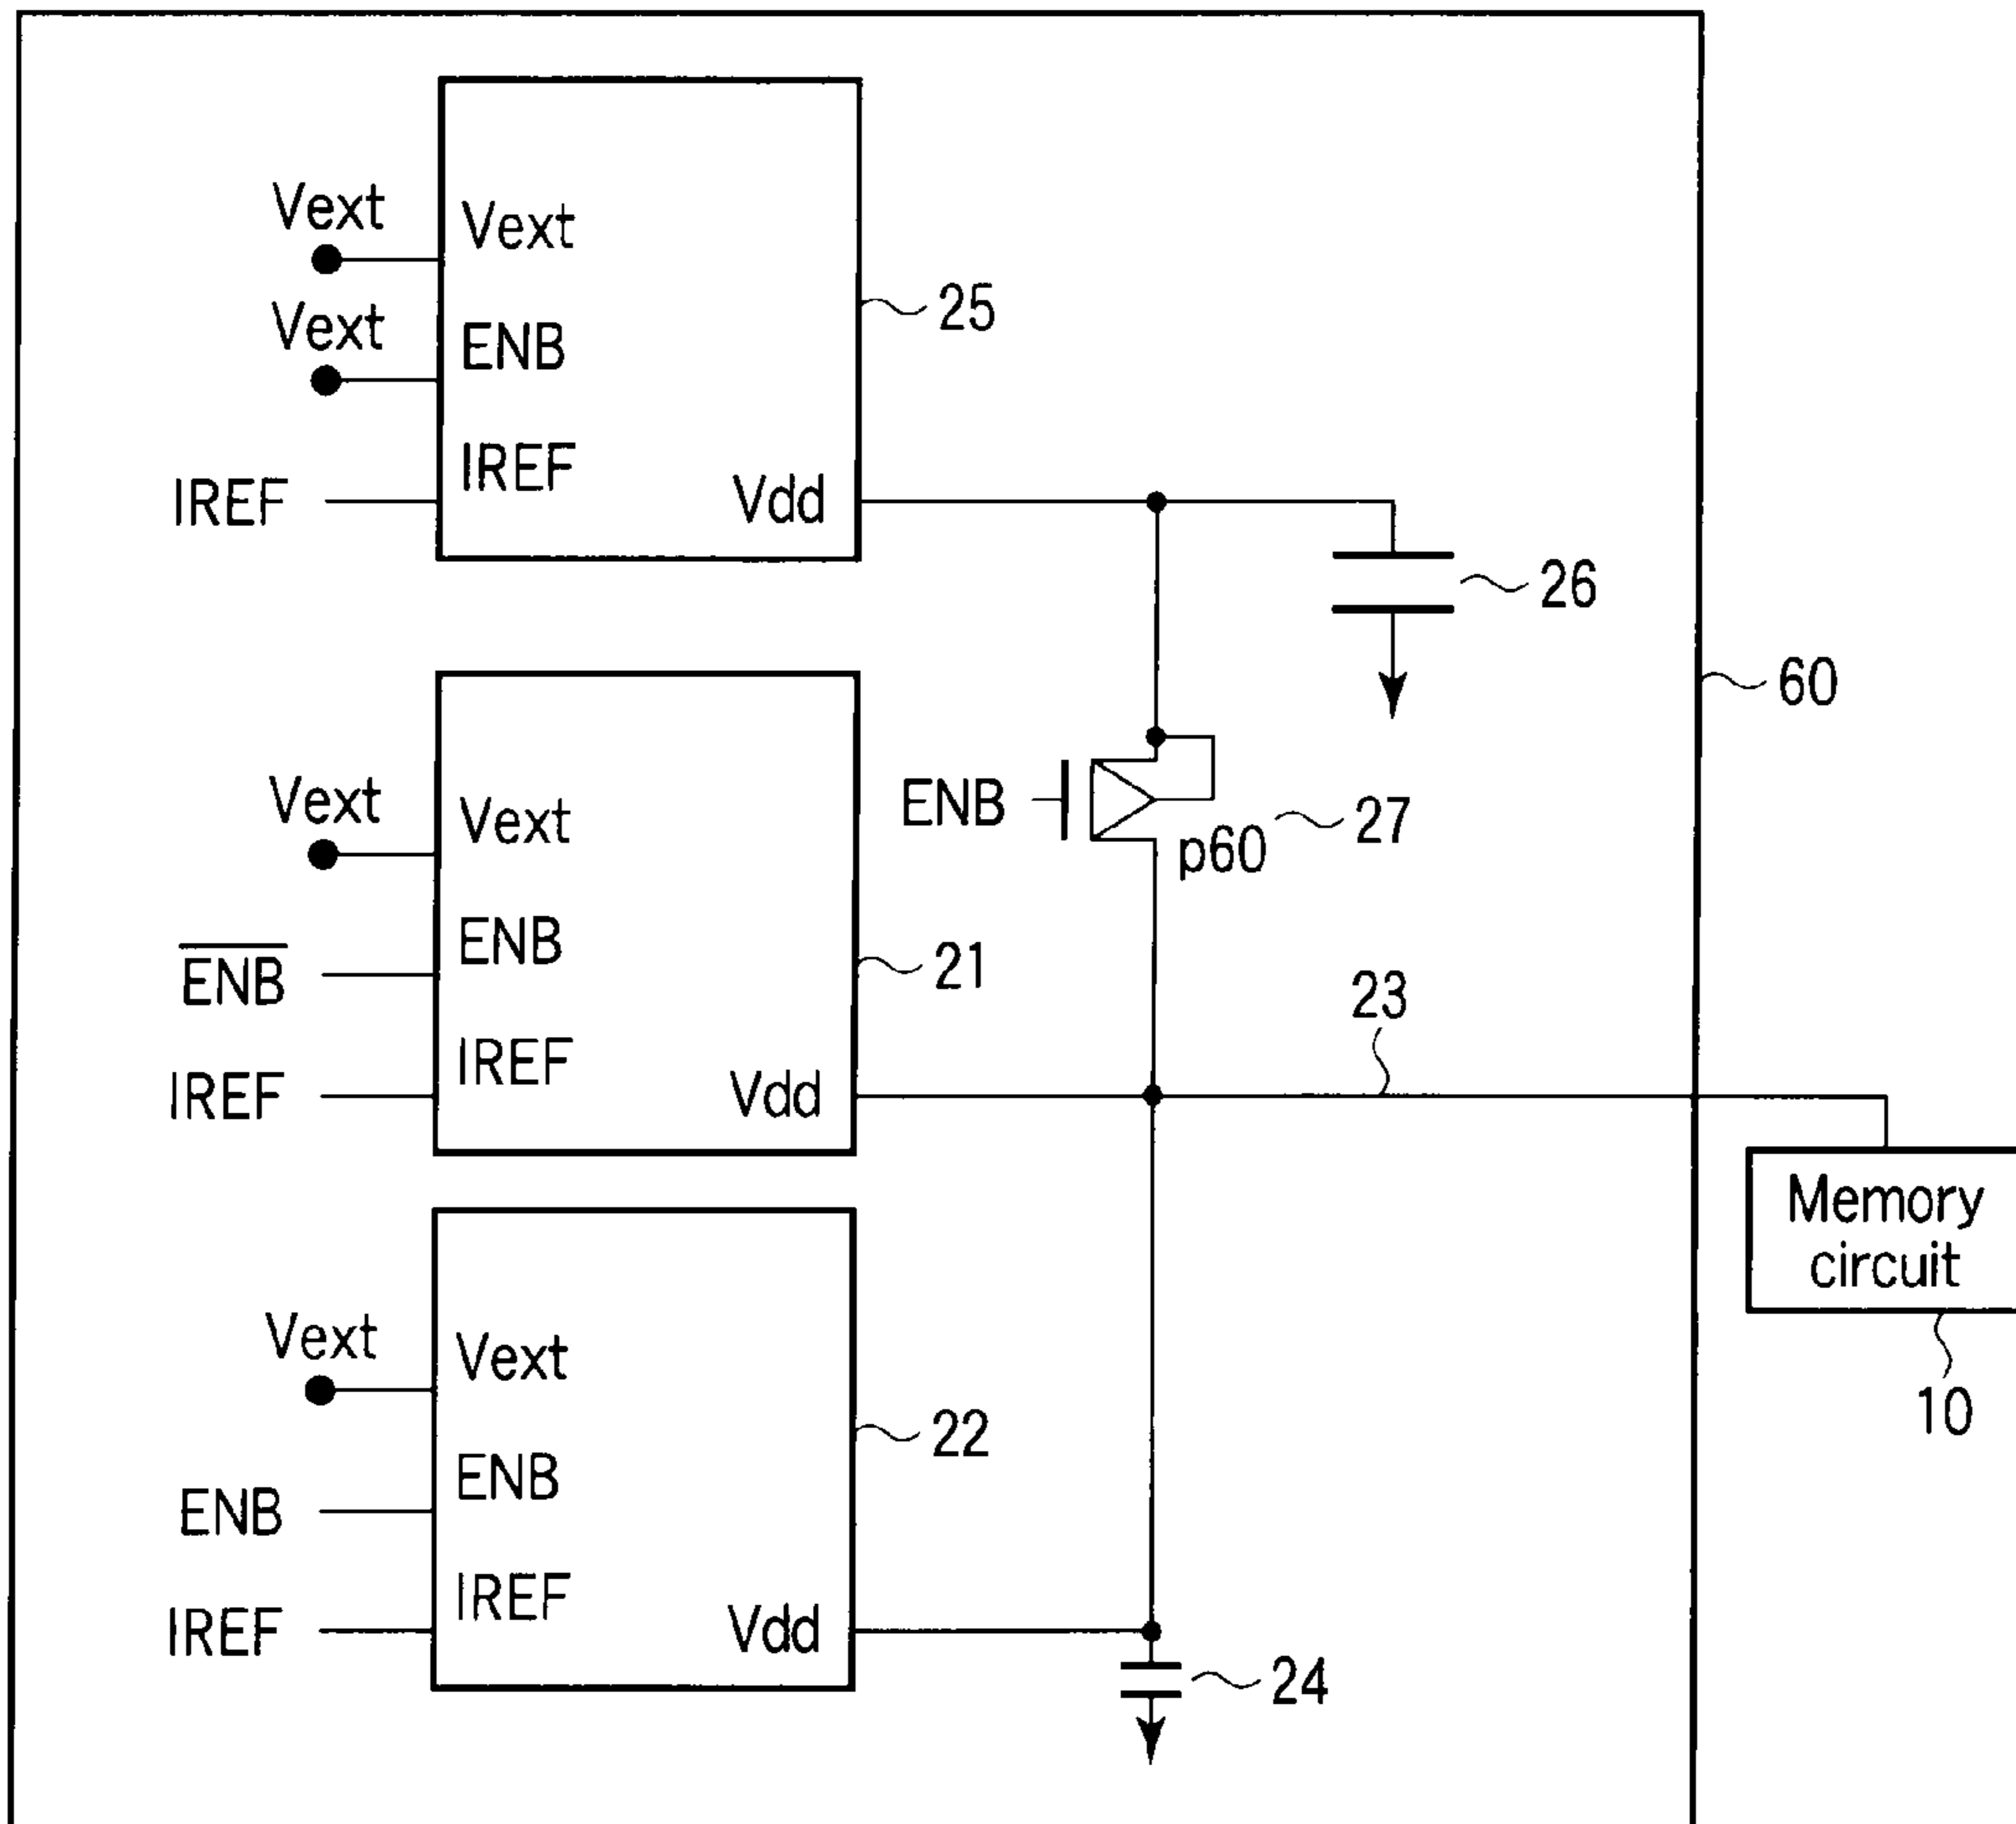 Vext
Vext
Vext
ENB
25
IREF
IREF
Vdd
26
60
Vext
Vext
ENB
p60
27
E̅N̅B̅
ENB
21
23
IREF
IREF
Vdd
Memory
circuit
10
Vext
Vext
22
ENB
ENB
IREF
IREF
Vdd
24